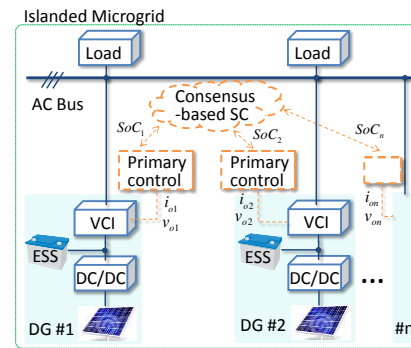 Islanded Microgrid
Load
Load
AC Bus
Consensus
-based SC
SoC1
SoC2
SoCn
Primary
control
Primary
control
io1
vo1
io2
vo2
ion
von
VCI
VCI
ESS
ESS
DC/DC
DC/DC
...
DG #1
DG #2
#n